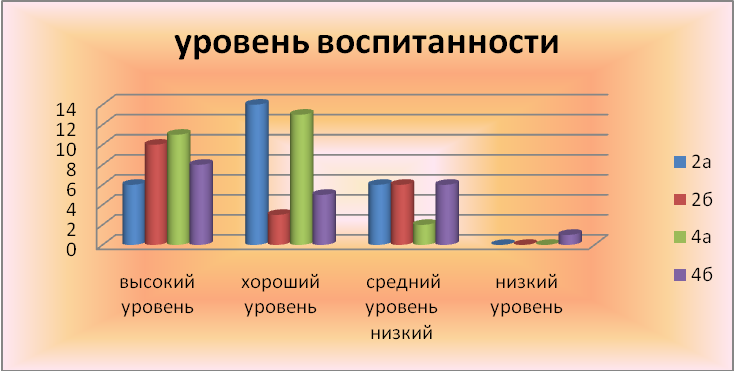 уровень воспитанности
14
12
10
8
6
4
2
0
высокий
уровень
хороший
уровень
средний
уровень
низкий
низкий
уровень
2а
2б
4а
4б